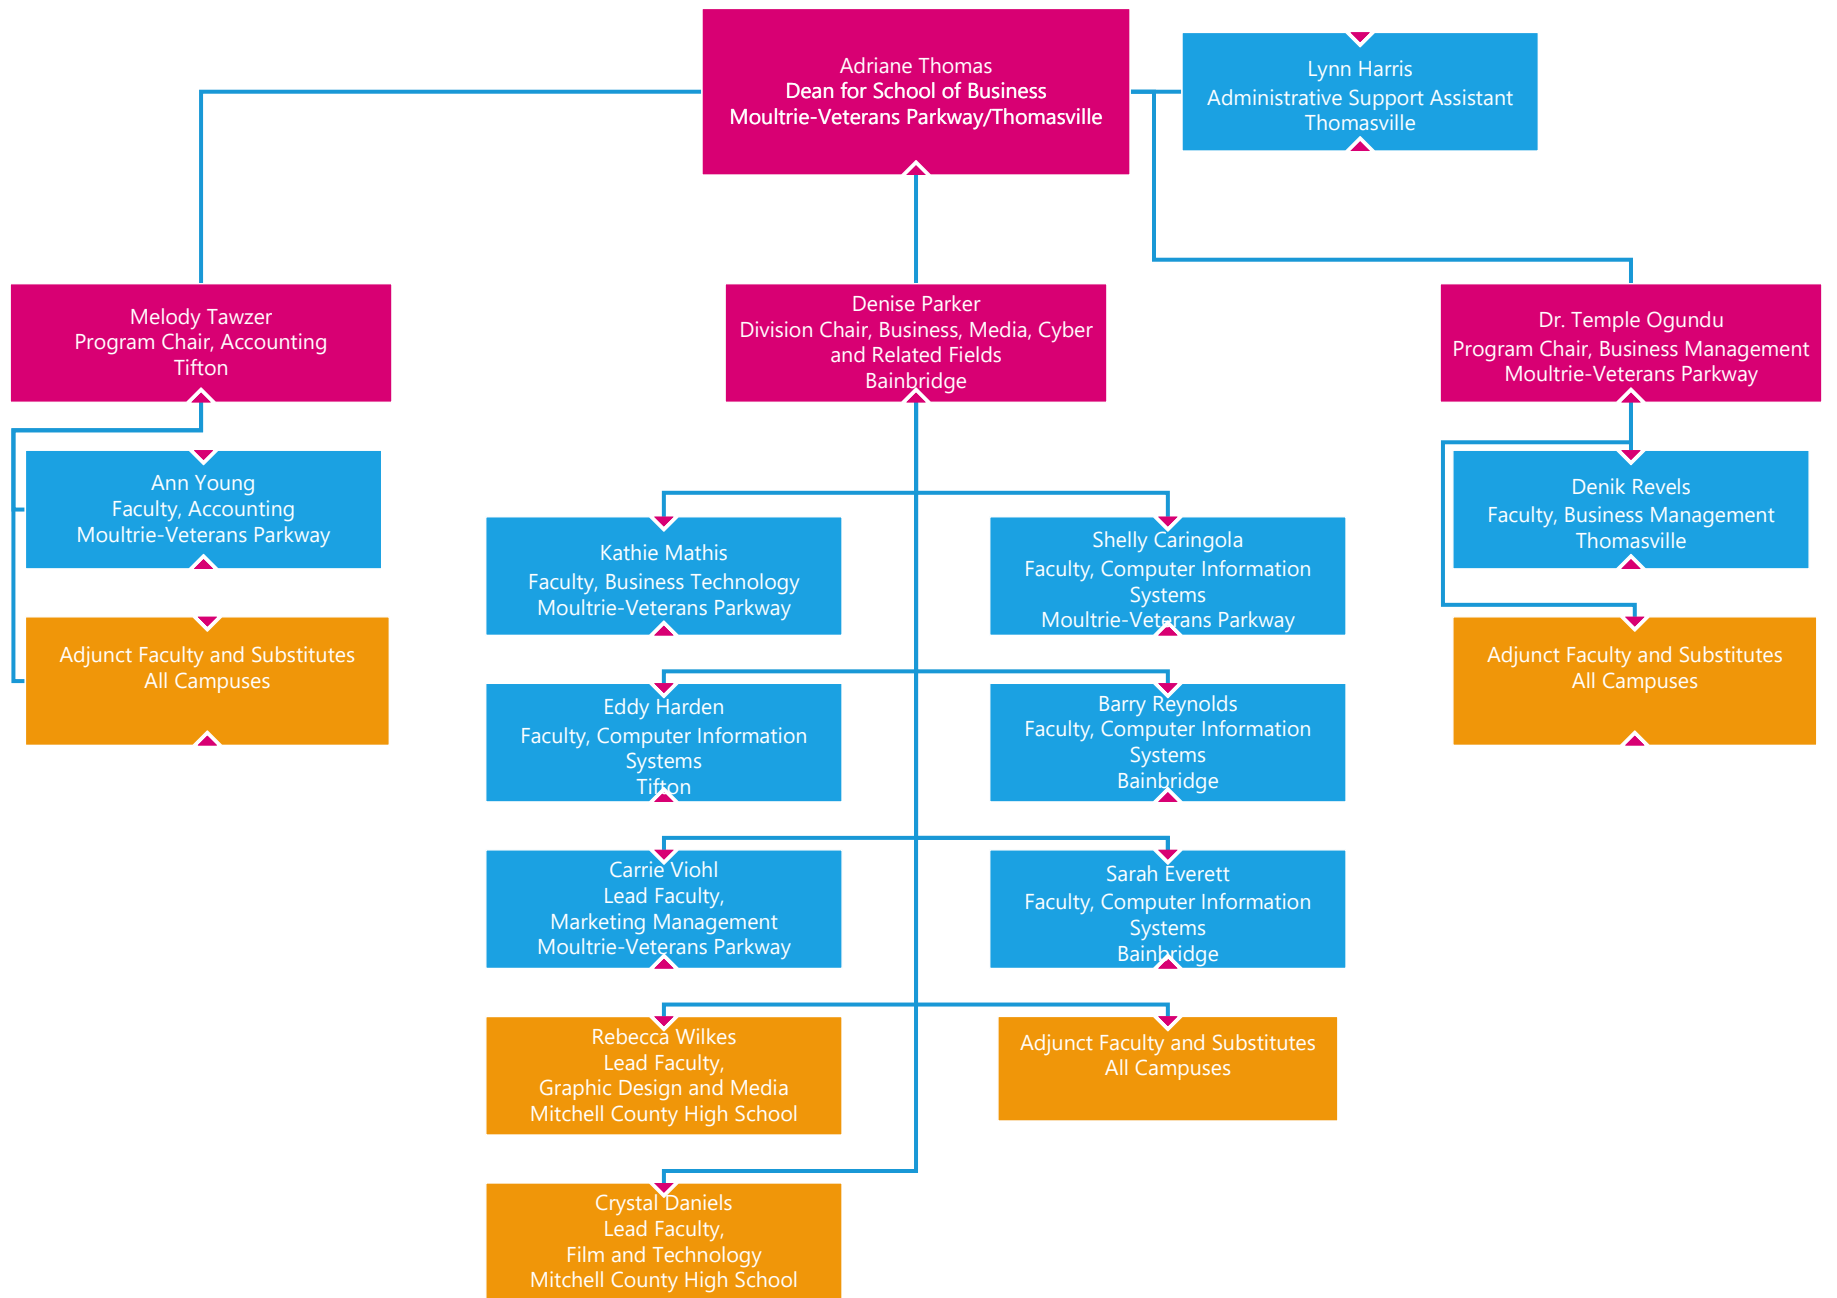 Adriane Thomas
Dean for School of Business
Moultrie-Veterans Parkway/Thomasville
Lynn Harris
Administrative Support Assistant
Thomasville
Melody Tawzer
Program Chair, Accounting
Tifton
Denise Parker
Division Chair, Business, Media, Cyber
and Related Fields
Bainbridge
Dr. Temple Ogundu
Program Chair, Business Management
Moultrie-Veterans Parkway
Ann Young
Faculty, Accounting
Moultrie-Veterans Parkway
Kathie Mathis
Faculty, Business Technology
Moultrie-Veterans Parkway
Shelly Caringola
Faculty, Computer Information
Systems
Moultrie-Veterans Parkway
Denik Revels
Faculty, Business Management
Thomasville
Adjunct Faculty and Substitutes
All Campuses
Eddy Harden
Faculty, Computer Information
Systems
Tifton
Barry Reynolds
Faculty, Computer Information
Systems
Bainbridge
Adjunct Faculty and Substitutes
All Campuses
Carrie Viohl
Lead Faculty,
Marketing Management
Moultrie-Veterans Parkway
Sarah Everett
Faculty, Computer Information
Systems
Bainbridge
Rebecca Wilkes
Lead Faculty,
Graphic Design and Media
Mitchell County High School
Adjunct Faculty and Substitutes
All Campuses
Crystal Daniels
Lead Faculty,
Film and Technology
Mitchell County High School